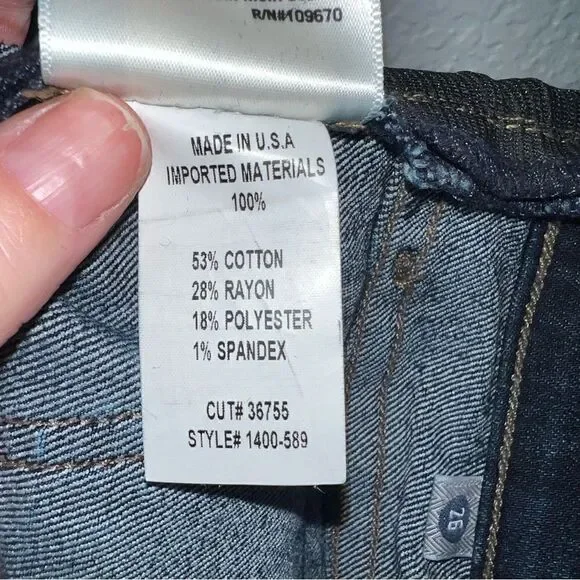 R/N#109670
MADE IN U.S.A
IMPORTED MATERIALS
100%
53% COTTON
28% RAYON
18% POLYESTER
1% SPANDEX
CUT# 36755
STYLE# 1400-589
26